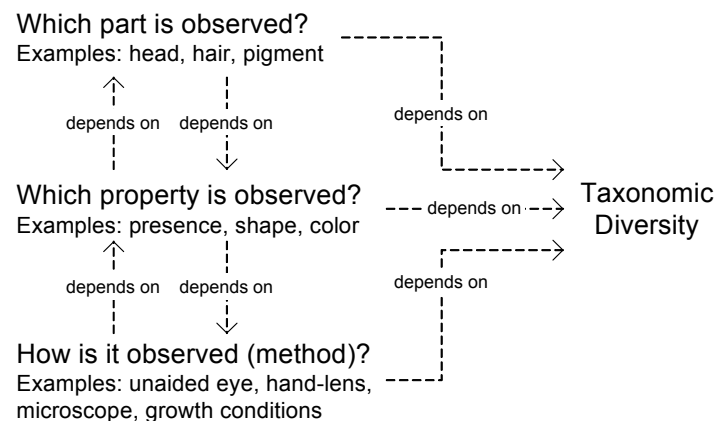 Which part is observed?
Examples: head, hair, pigment
depends on
depends on
depends on
Which property is observed?
Examples: presence, shape, color
depends on
Taxonomic
Diversity
depends on
depends on
depends on
How is it observed (method)?
Examples: unaided eye, hand-lens,
microscope, growth conditions